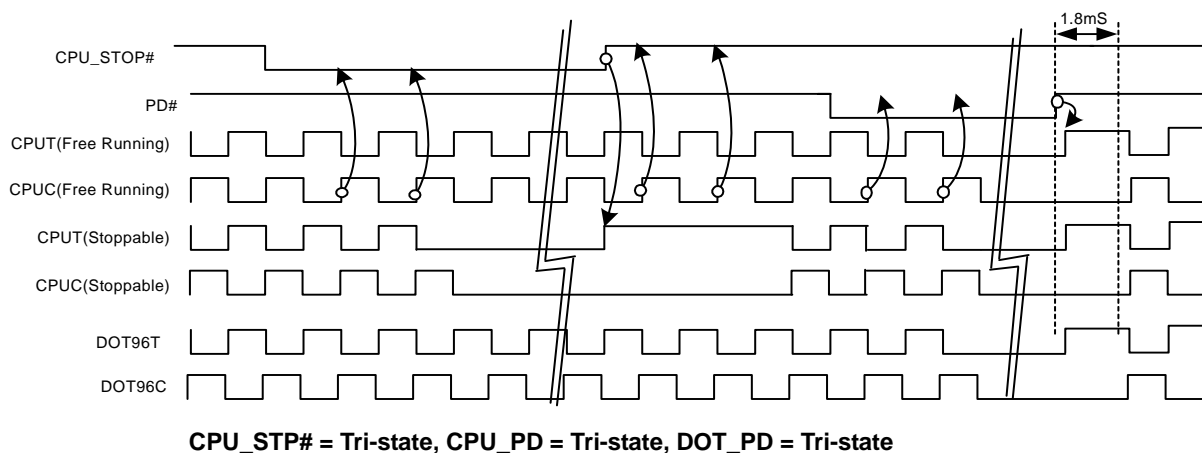 1.8mS
CPU_STOP#
PD#
CPUT(Free Running)
CPUC(Free Running)
CPUT(Stoppable)
CPUC(Stoppable)
DOT96T
DOT96C
CPU_STP# = Tri-state, CPU_PD = Tri-state, DOT_PD = Tri-state